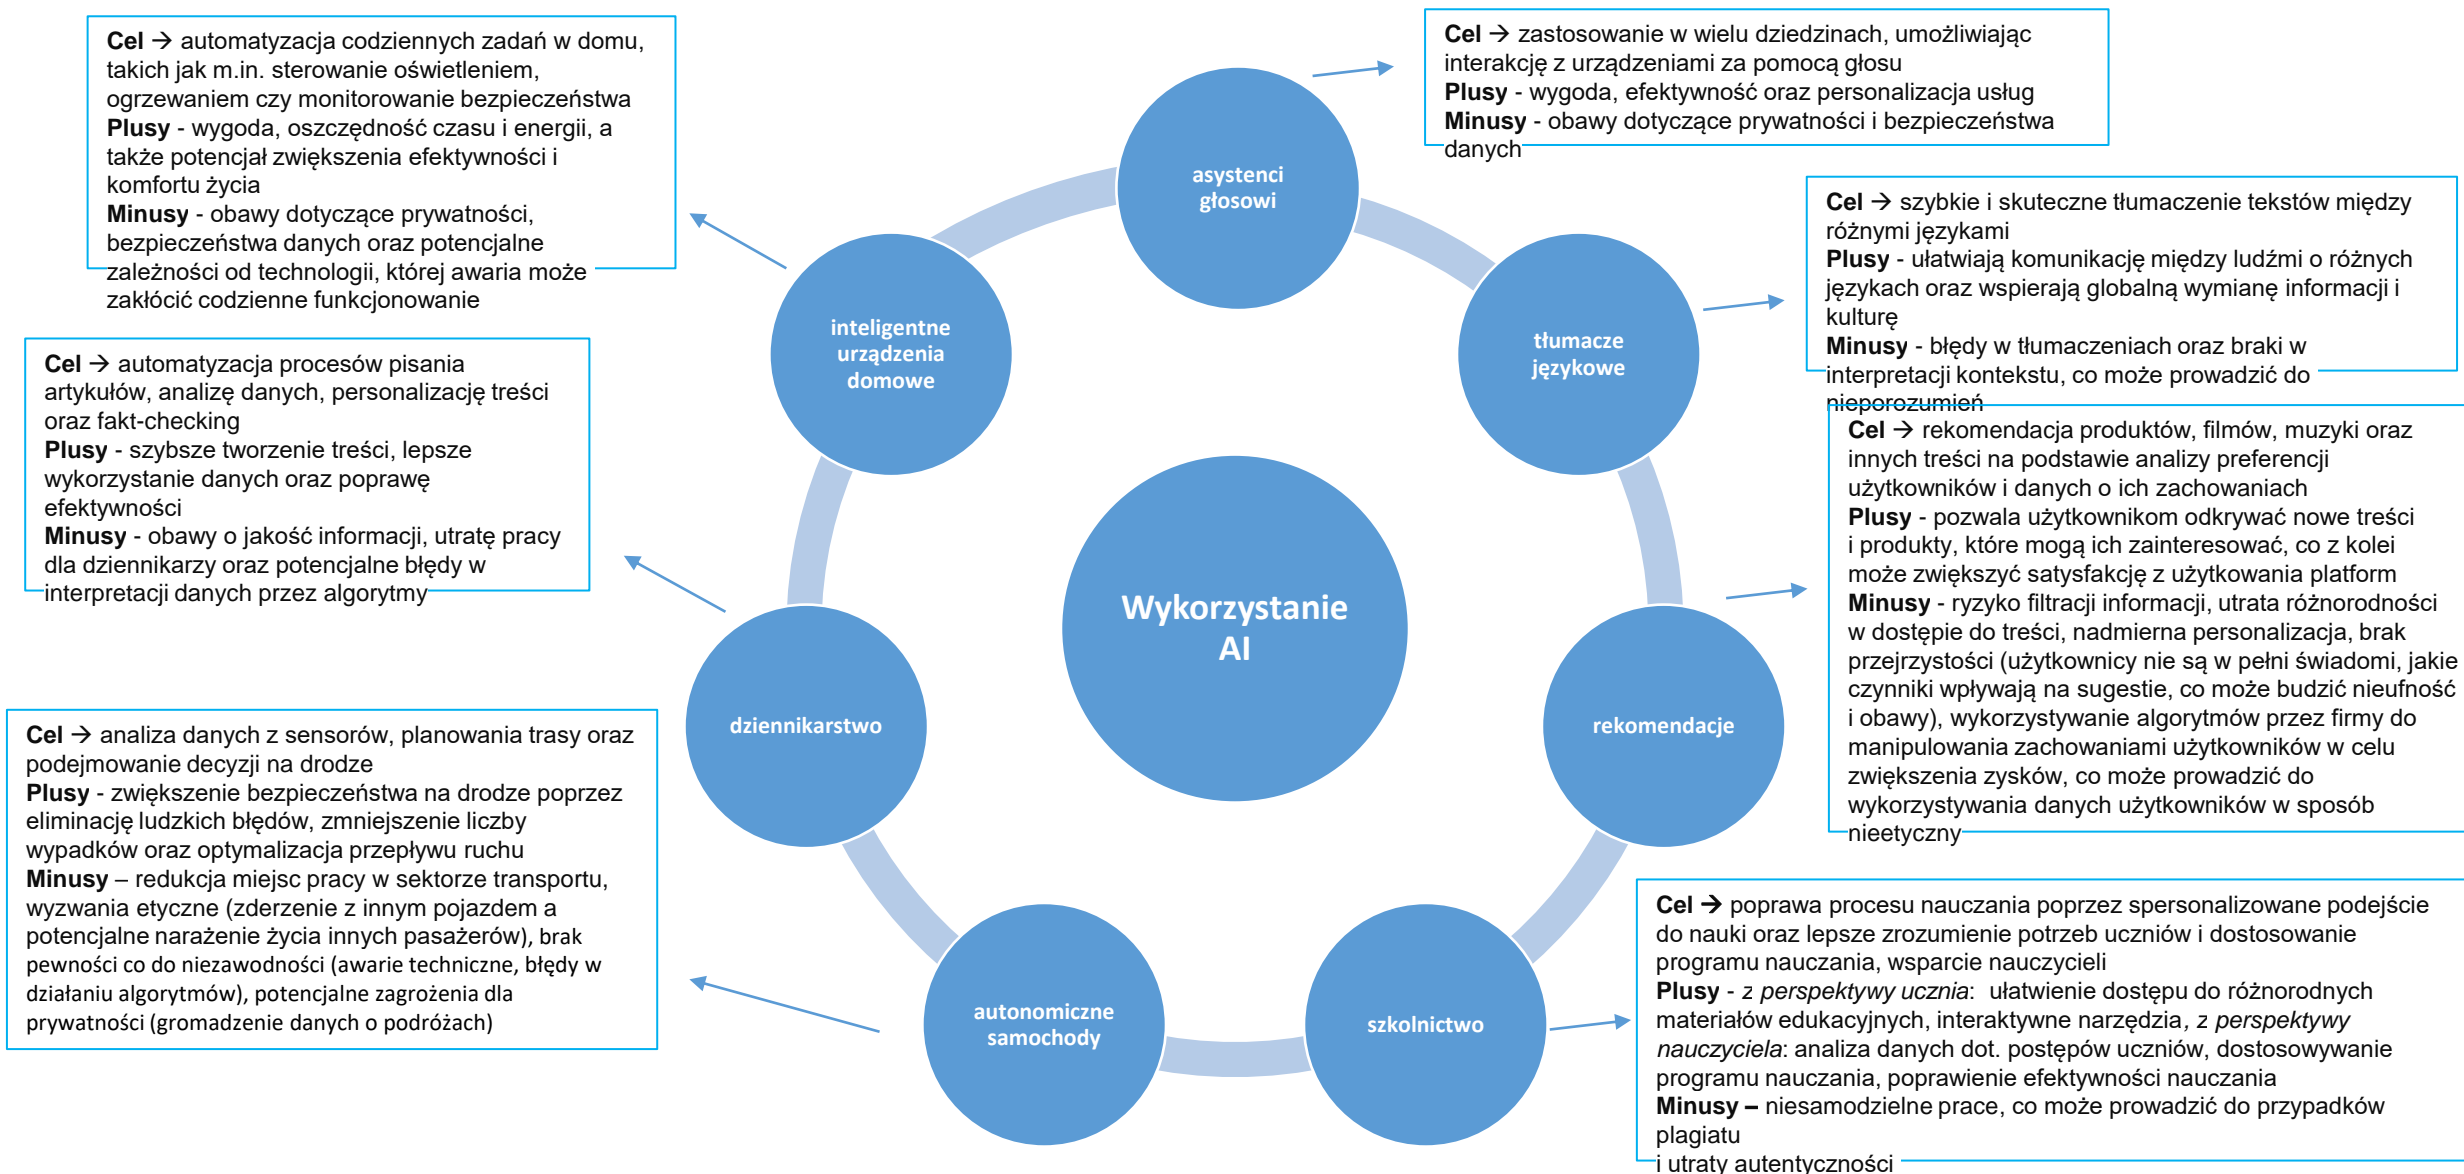 Cel → automatyzacja codziennych zadań w domu,
takich jak m.in. sterowanie oświetleniem,
ogrzewaniem czy monitorowanie bezpieczeństwa
Plusy - wygoda, oszczędność czasu i energii, a
także potencjał zwiększenia efektywności i
komfortu życia
Minusy - obawy dotyczące prywatności,
bezpieczeństwa danych oraz potencjalne
zależności od technologii, której awaria może
zakłócić codzienne funkcjonowanie
Cel → zastosowanie w wielu dziedzinach, umożliwiając
interakcję z urządzeniami za pomocą głosu
Plusy - wygoda, efektywność oraz personalizacja usług
Minusy - obawy dotyczące prywatności i bezpieczeństwa
danych
asystenci
głosowi
Cel → szybkie i skuteczne tłumaczenie tekstów między
różnymi językami
Plusy - ułatwiają komunikację między ludźmi o różnych
językach oraz wspierają globalną wymianę informacji i
kulturę
Minusy - błędy w tłumaczeniach oraz braki w
interpretacji kontekstu, co może prowadzić do
nieporozumień
inteligentne
urządzenia
domowe
tłumacze
językowe
Cel → automatyzacja procesów pisania
artykułów, analizę danych, personalizację treści
oraz fakt-checking
Plusy - szybsze tworzenie treści, lepsze
wykorzystanie danych oraz poprawę
efektywności
Minusy - obawy o jakość informacji, utratę pracy
dla dziennikarzy oraz potencjalne błędy w
interpretacji danych przez algorytmy
Cel → rekomendacja produktów, filmów, muzyki oraz
innych treści na podstawie analizy preferencji
użytkowników i danych o ich zachowaniach
Plusy - pozwala użytkownikom odkrywać nowe treści
i produkty, które mogą ich zainteresować, co z kolei
może zwiększyć satysfakcję z użytkowania platform
Minusy - ryzyko filtracji informacji, utrata różnorodności
w dostępie do treści, nadmierna personalizacja, brak
przejrzystości (użytkownicy nie są w pełni świadomi, jakie
czynniki wpływają na sugestie, co może budzić nieufność
i obawy), wykorzystywanie algorytmów przez firmy do
manipulowania zachowaniami użytkowników w celu
zwiększenia zysków, co może prowadzić do
wykorzystywania danych użytkowników w sposób
nieetyczny
Wykorzystanie
AI
dziennikarstwo
rekomendacje
Cel → analiza danych z sensorów, planowania trasy oraz
podejmowanie decyzji na drodze
Plusy - zwiększenie bezpieczeństwa na drodze poprzez
eliminację ludzkich błędów, zmniejszenie liczby
wypadków oraz optymalizacja przepływu ruchu
Minusy – redukcja miejsc pracy w sektorze transportu,
wyzwania etyczne (zderzenie z innym pojazdem a
potencjalne narażenie życia innych pasażerów), brak
pewności co do niezawodności (awarie techniczne, błędy w
działaniu algorytmów), potencjalne zagrożenia dla
prywatności (gromadzenie danych o podróżach)
autonomiczne
samochody
szkolnictwo
Cel → poprawa procesu nauczania poprzez spersonalizowane podejście
do nauki oraz lepsze zrozumienie potrzeb uczniów i dostosowanie
programu nauczania, wsparcie nauczycieli
Plusy - z perspektywy ucznia: ułatwienie dostępu do różnorodnych
materiałów edukacyjnych, interaktywne narzędzia, z perspektywy
nauczyciela: analiza danych dot. postępów uczniów, dostosowywanie
programu nauczania, poprawienie efektywności nauczania
Minusy – niesamodzielne prace, co może prowadzić do przypadków
plagiatu
i utraty autentyczności